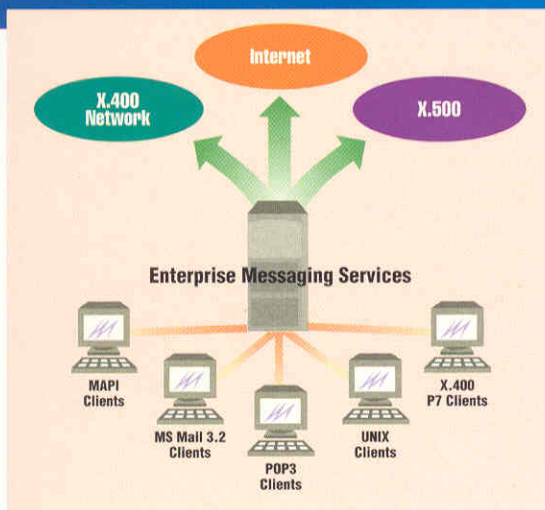 Internet
X.400
Network
X.500
Enterprise Messaging Services
MAPI
Clients
MS Mail 3.2
Clients
POP3
Clients
UNIX
Clients
X.400
P7 Clients